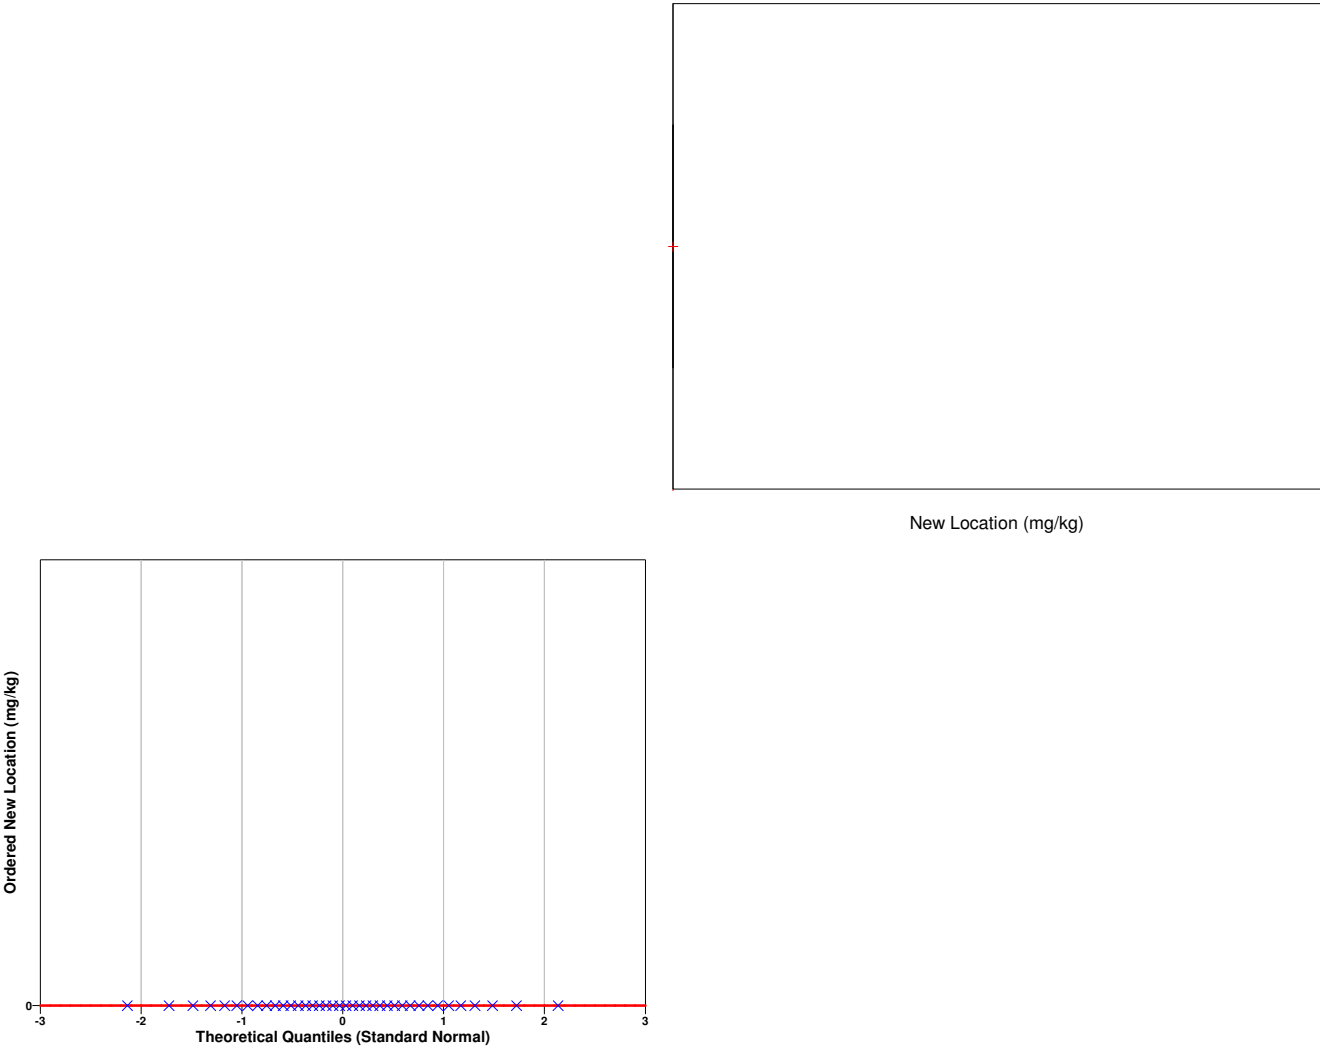 New Location (mg/kg)
Ordered New Location (mg/kg)
0
-3 -2 -1 0 1 2 3
Theoretical Quantiles (Standard Normal)